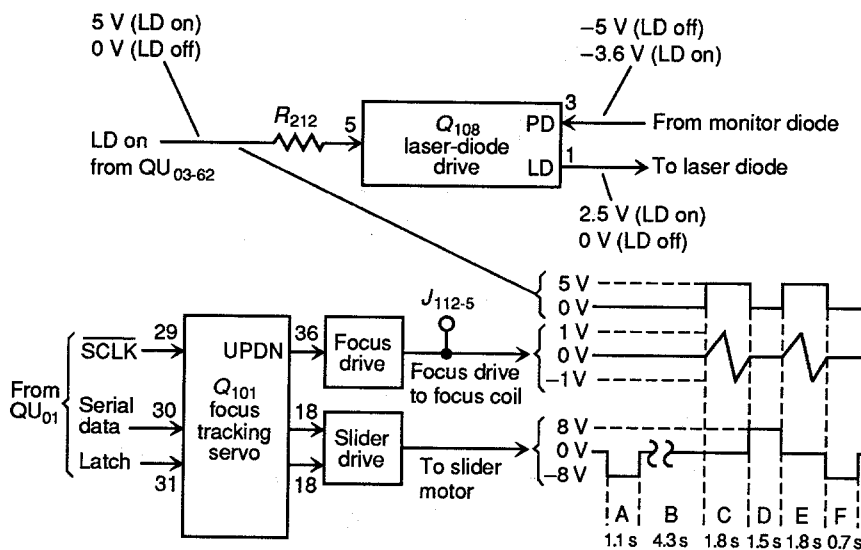 5 V (LD on)
0 V (LD off)
−5 V (LD off)
−3.6 V (LD on)
LD on
from QU03-62
R212
5
Q108
laser-diode
drive
PD
LD
3
From monitor diode
1
To laser diode
2.5 V (LD on)
0 V (LD off)
From
QU01
SCLK
29
Serial
data
30
Latch
31
UPDN
Q101
focus
tracking
servo
36
18
18
Focus
drive
J112-5
Focus drive
to focus coil
Slider
drive
To slider
motor
5 V
0 V
1 V
0 V
−1 V
8 V
0 V
−8 V
A B C D E F
1.1 s 4.3 s 1.8 s 1.5 s 1.8 s 0.7 s